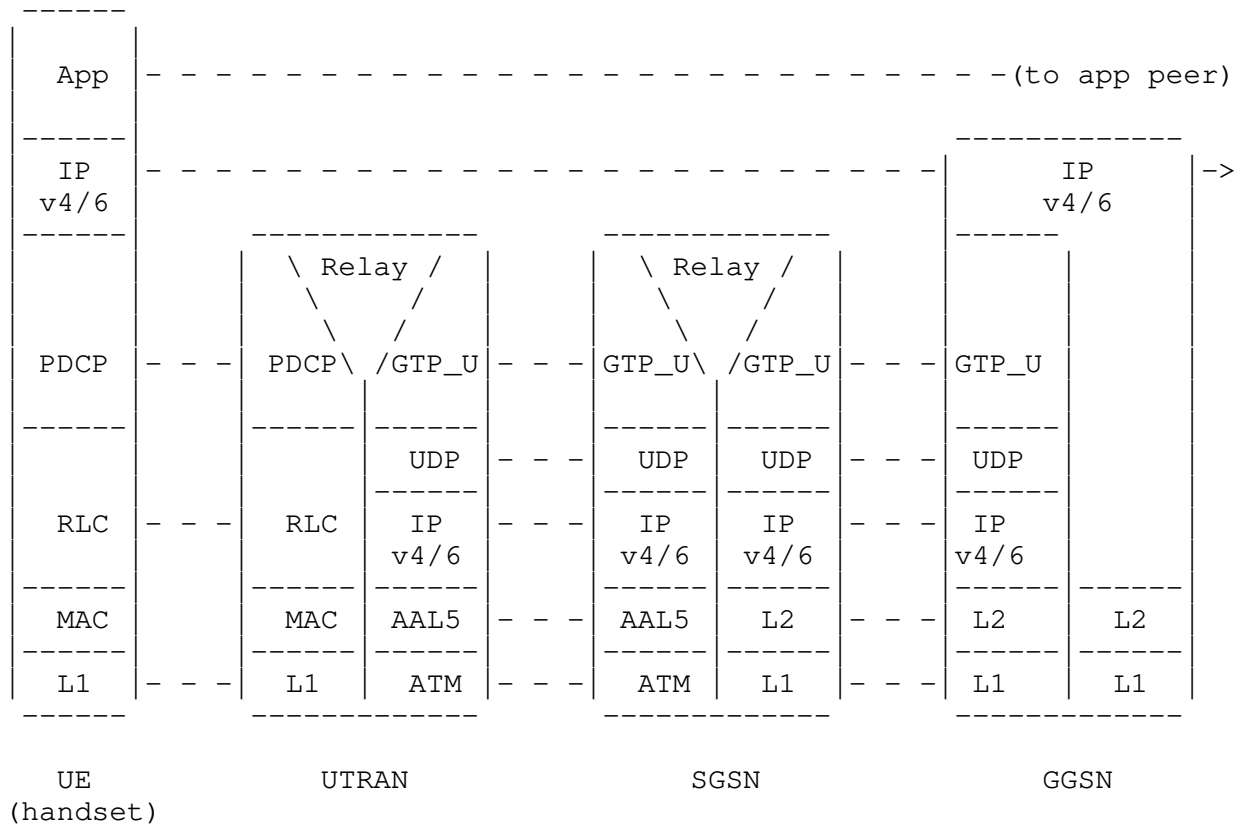 App (to app peer)
IP IP
v4/6 v4/6
Relay Relay
PDCP PDCP GTP_U GTP_U GTP_U GTP_U
UDP UDP UDP UDP
RLC RLC IP IP IP IP
v4/6 v4/6 v4/6 v4/6
MAC MAC AAL5 AAL5 L2 L2 L2
L1 L1 ATM ATM L1 L1 L1
UE UTRAN SGSN GGSN
(handset)